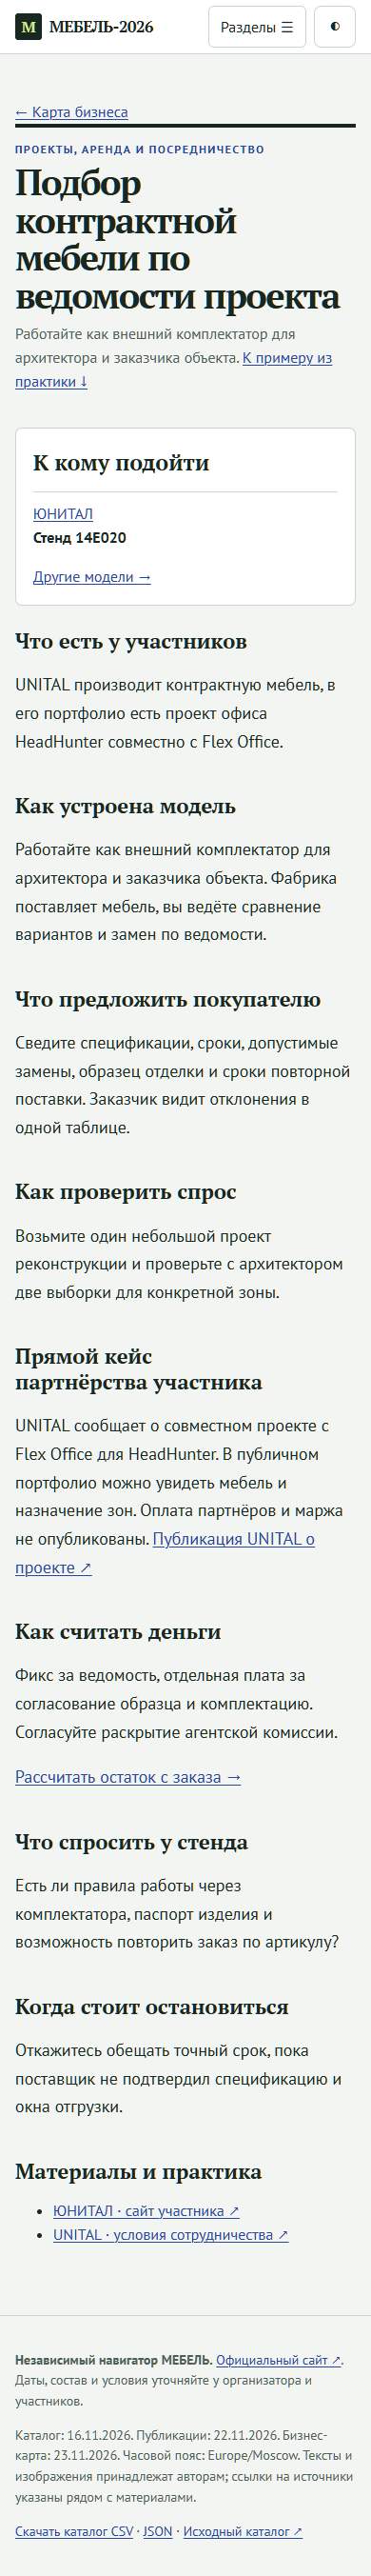 М МЕБЕЛЬ-2026
Разделы ☰
◐
← Карта бизнеса
ПРОЕКТЫ, АРЕНДА И ПОСРЕДНИЧЕСТВО
Подбор
контрактной
мебели по
ведомости проекта
Работайте как внешний комплектатор для
архитектора и заказчика объекта. К примеру из
практики ↓
К кому подойти
ЮНИТАЛ
Стенд 14E020
Другие модели →
Что есть у участников
UNITAL производит контрактную мебель, в
его портфолио есть проект офиса
HeadHunter совместно с Flex Office.
Как устроена модель
Работайте как внешний комплектатор для
архитектора и заказчика объекта. Фабрика
поставляет мебель, вы ведёте сравнение
вариантов и замен по ведомости.
Что предложить покупателю
Сведите спецификации, сроки, допустимые
замены, образец отделки и сроки повторной
поставки. Заказчик видит отклонения в
одной таблице.
Как проверить спрос
Возьмите один небольшой проект
реконструкции и проверьте с архитектором
две выборки для конкретной зоны.
Прямой кейс
партнёрства участника
UNITAL сообщает о совместном проекте с
Flex Office для HeadHunter. В публичном
портфолио можно увидеть мебель и
назначение зон. Оплата партнёров и маржа
не опубликованы. Публикация UNITAL о
проекте ↗
Как считать деньги
Фикс за ведомость, отдельная плата за
согласование образца и комплектацию.
Согласуйте раскрытие агентской комиссии.
Рассчитать остаток с заказа →
Что спросить у стенда
Есть ли правила работы через
комплектатора, паспорт изделия и
возможность повторить заказ по артикулу?
Когда стоит остановиться
Откажитесь обещать точный срок, пока
поставщик не подтвердил спецификацию и
окна отгрузки.
Материалы и практика
• ЮНИТАЛ · сайт участника ↗
• UNITAL · условия сотрудничества ↗
Независимый навигатор МЕБЕЛЬ. Официальный сайт ↗.
Даты, состав и условия уточняйте у организатора и
участников.
Каталог: 16.11.2026. Публикации: 22.11.2026. Бизнес-
карта: 23.11.2026. Часовой пояс: Europe/Moscow. Тексты и
изображения принадлежат авторам; ссылки на источники
указаны рядом с материалами.
Скачать каталог CSV · JSON · Исходный каталог ↗